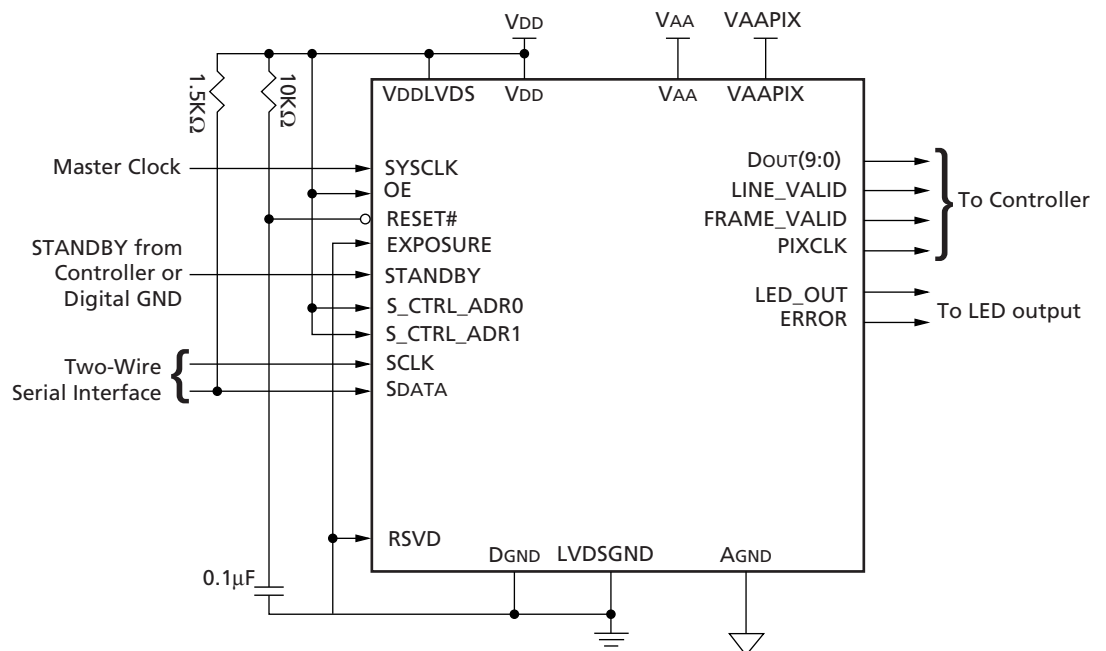 VDD
VAA
VAAPIX
1.5KΩ
10KΩ
VDDLVDS
VDD
VAA
VAAPIX
Master Clock
SYSCLK
OE
RESET#
EXPOSURE
STANDBY from
Controller or
Digital GND
STANDBY
S_CTRL_ADR0
S_CTRL_ADR1
Two-Wire
Serial Interface
{
SCLK
SDATA
RSVD
DOUT(9:0)
LINE_VALID
FRAME_VALID
PIXCLK
}
To Controller
LED_OUT
ERROR
To LED output
0.1μF
DGND
LVDSGND
AGND